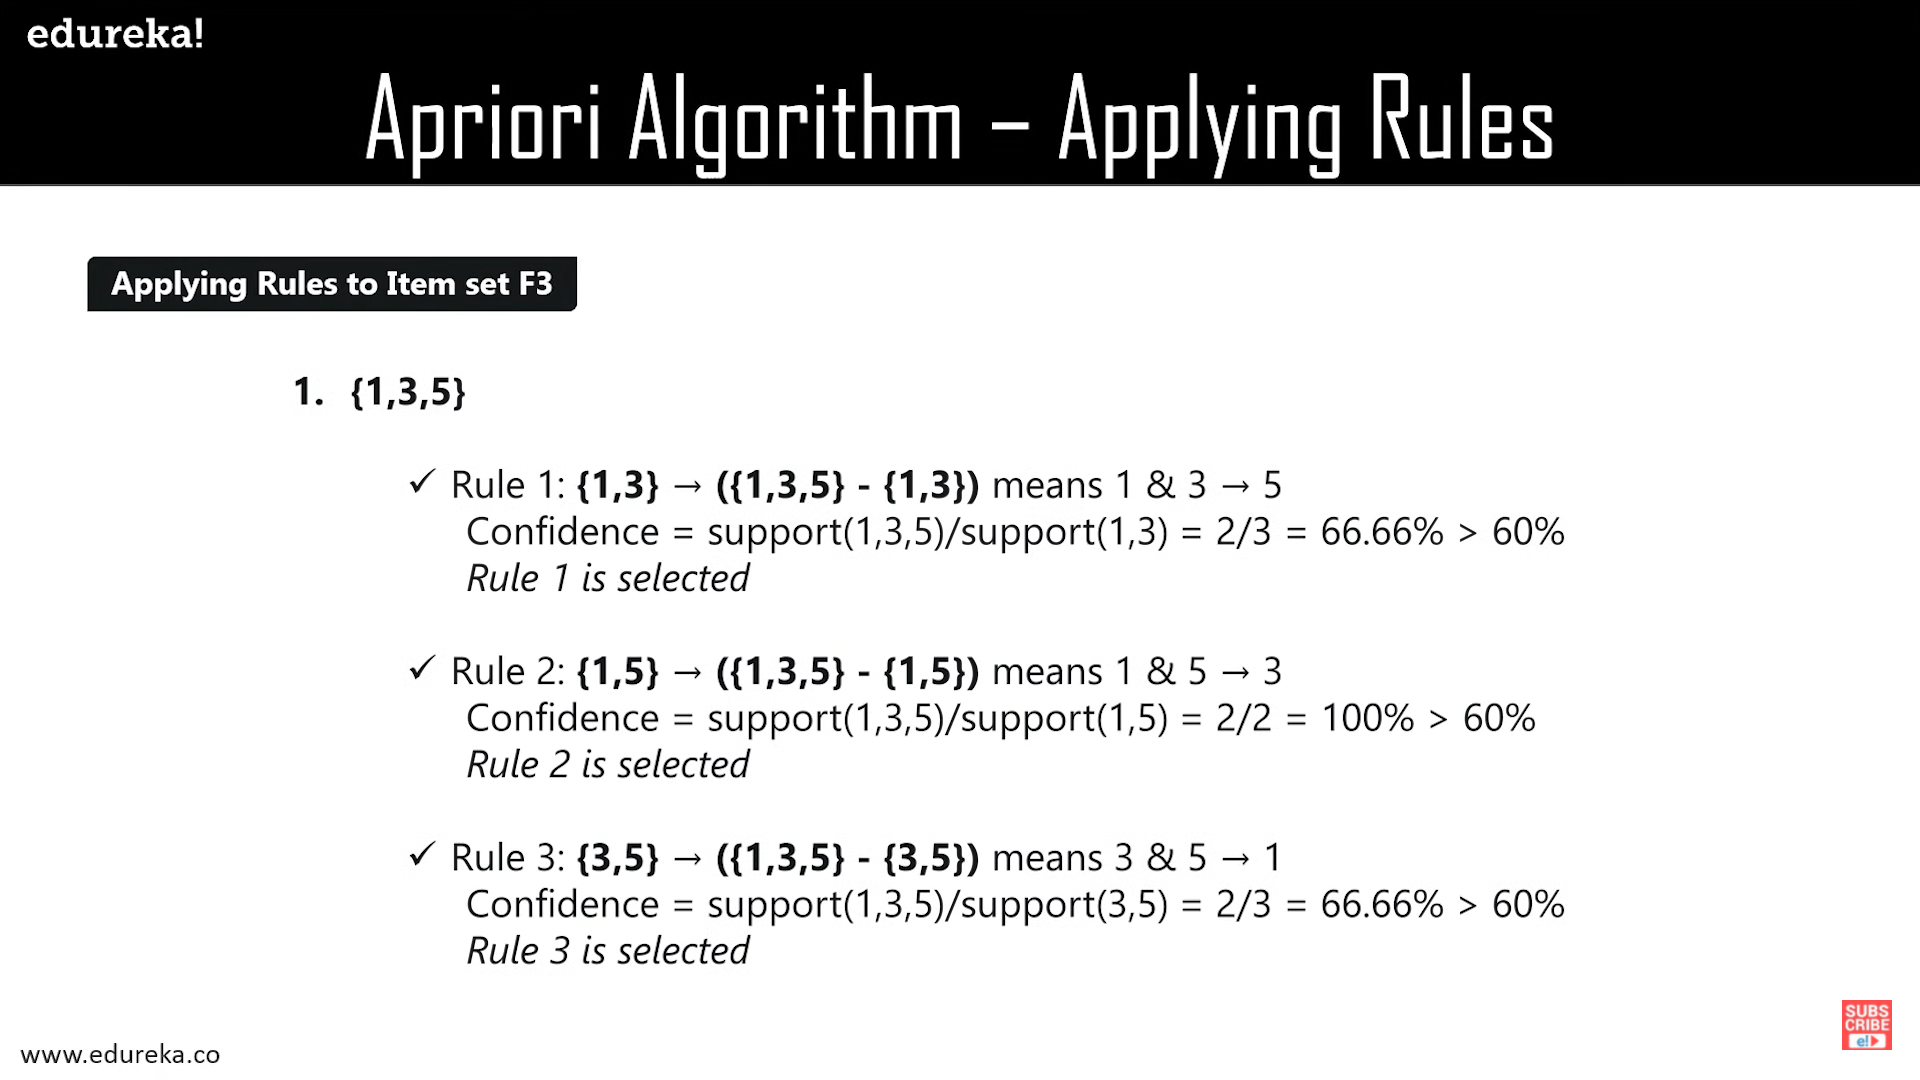 edureka!
Apriori Algorithm – Applying Rules
Applying Rules to Item set F3
1. {1,3,5}
✓ Rule 1: {1,3} → ({1,3,5} - {1,3}) means 1 & 3 → 5
Confidence = support(1,3,5)/support(1,3) = 2/3 = 66.66% > 60%
Rule 1 is selected
✓ Rule 2: {1,5} → ({1,3,5} - {1,5}) means 1 & 5 → 3
Confidence = support(1,3,5)/support(1,5) = 2/2 = 100% > 60%
Rule 2 is selected
✓ Rule 3: {3,5} → ({1,3,5} - {3,5}) means 3 & 5 → 1
Confidence = support(1,3,5)/support(3,5) = 2/3 = 66.66% > 60%
Rule 3 is selected
SUBS
CRIBE
e!
www.edureka.co